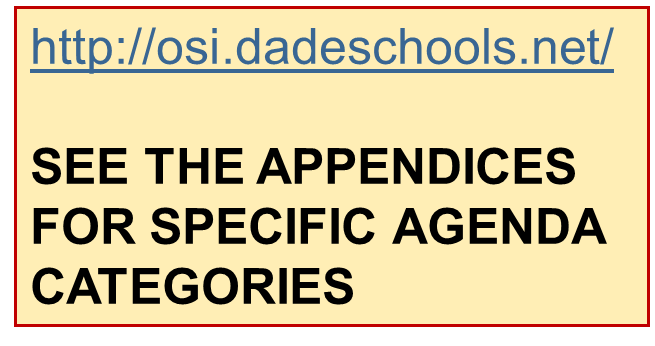 http://osi.dadeschools.net/
SEE THE APPENDICES
FOR SPECIFIC AGENDA
CATEGORIES